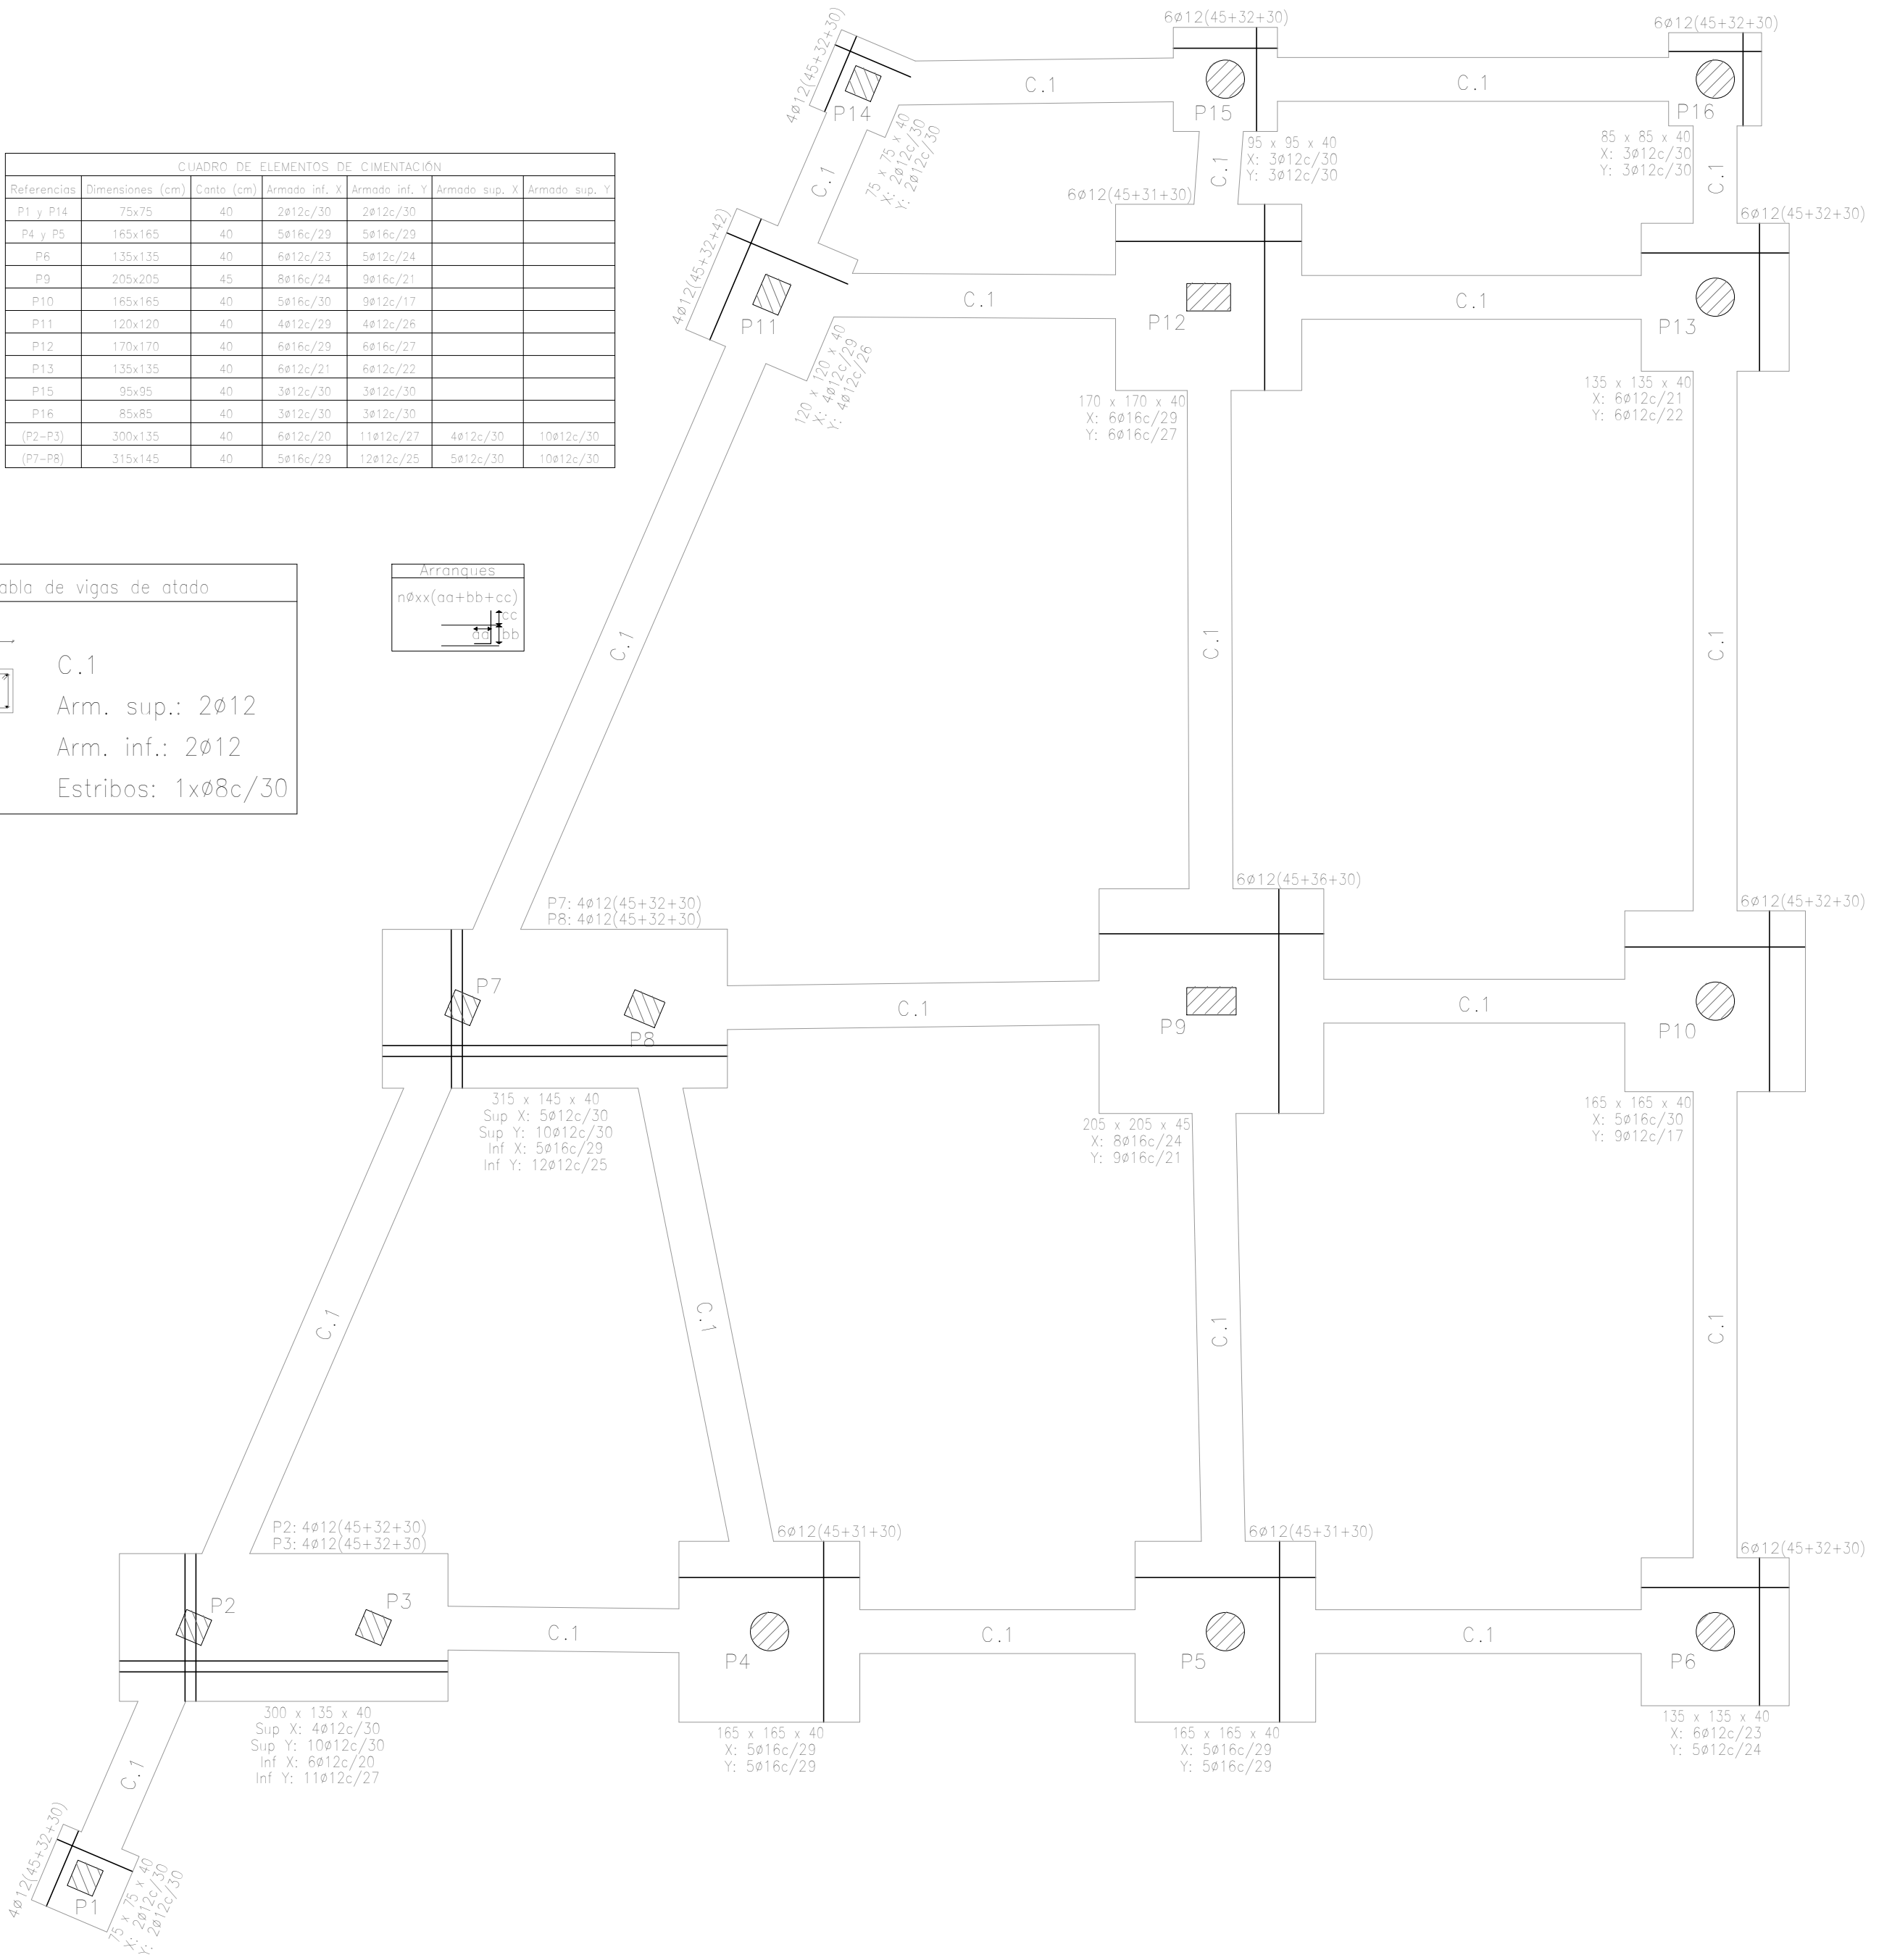 6ø12(45+32+30)
6ø12(45+32+30)
4ø12(45+32+30)
P14
C.1
P15
C.1
P16
75 x 75 x 40
X: 2ø12c/30
Y: 2ø12c/30
95 x 95 x 40
X: 3ø12c/30
Y: 3ø12c/30
85 x 85 x 40
X: 3ø12c/30
Y: 3ø12c/30
C.1
C.1
C.1
CUADRO DE ELEMENTOS DE CIMENTACIÓN
Referencias Dimensiones (cm) Canto (cm) Armado inf. X Armado inf. Y Armado sup. X Armado sup. Y
P1 y P14 75x75 40 2ø12c/30 2ø12c/30
P4 y P5 165x165 40 5ø16c/29 5ø16c/29
P6 135x135 40 6ø12c/23 5ø12c/24
P9 205x205 45 8ø16c/24 9ø16c/21
P10 165x165 40 5ø16c/30 9ø12c/17
P11 120x120 40 4ø12c/29 4ø12c/26
P12 170x170 40 6ø16c/29 6ø16c/27
P13 135x135 40 6ø12c/21 6ø12c/22
P15 95x95 40 3ø12c/30 3ø12c/30
P16 85x85 40 3ø12c/30 3ø12c/30
(P2-P3) 300x135 40 6ø12c/20 11ø12c/27 4ø12c/30 10ø12c/30
(P7-P8) 315x145 40 5ø16c/29 12ø12c/25 5ø12c/30 10ø12c/30
6ø12(45+31+30)
6ø12(45+32+30)
4ø12(45+32+42)
P11
C.1
P12
C.1
P13
120 x 120 x 40
X: 4ø12c/29
Y: 4ø12c/26
170 x 170 x 40
X: 6ø16c/29
Y: 6ø16c/27
135 x 135 x 40
X: 6ø12c/21
Y: 6ø12c/22
abla de vigas de atado
C.1
Arm. sup.: 2ø12
Arm. inf.: 2ø12
Estribos: 1xø8c/30
Arranques
nøxx(aa+bb+cc)
cc
aa bb
C.1
C.1
C.1
P7: 4ø12(45+32+30)
P8: 4ø12(45+32+30)
6ø12(45+36+30)
6ø12(45+32+30)
P7
P8
C.1
P9
C.1
P10
315 x 145 x 40
Sup X: 5ø12c/30
Sup Y: 10ø12c/30
Inf X: 5ø16c/29
Inf Y: 12ø12c/25
205 x 205 x 45
X: 8ø16c/24
Y: 9ø16c/21
165 x 165 x 40
X: 5ø16c/30
Y: 9ø12c/17
C.1
C.1
C.1
C.1
P2: 4ø12(45+32+30)
P3: 4ø12(45+32+30)
6ø12(45+31+30)
6ø12(45+31+30)
6ø12(45+32+30)
P2
P3
C.1
P4
C.1
P5
C.1
P6
300 x 135 x 40
Sup X: 4ø12c/30
Sup Y: 10ø12c/30
Inf X: 6ø12c/20
Inf Y: 11ø12c/27
165 x 165 x 40
X: 5ø16c/29
Y: 5ø16c/29
165 x 165 x 40
X: 5ø16c/29
Y: 5ø16c/29
135 x 135 x 40
X: 6ø12c/23
Y: 5ø12c/24
C.1
4ø12(45+32+30)
P1
75 x 75 x 40
X: 2ø12c/30
Y: 2ø12c/30